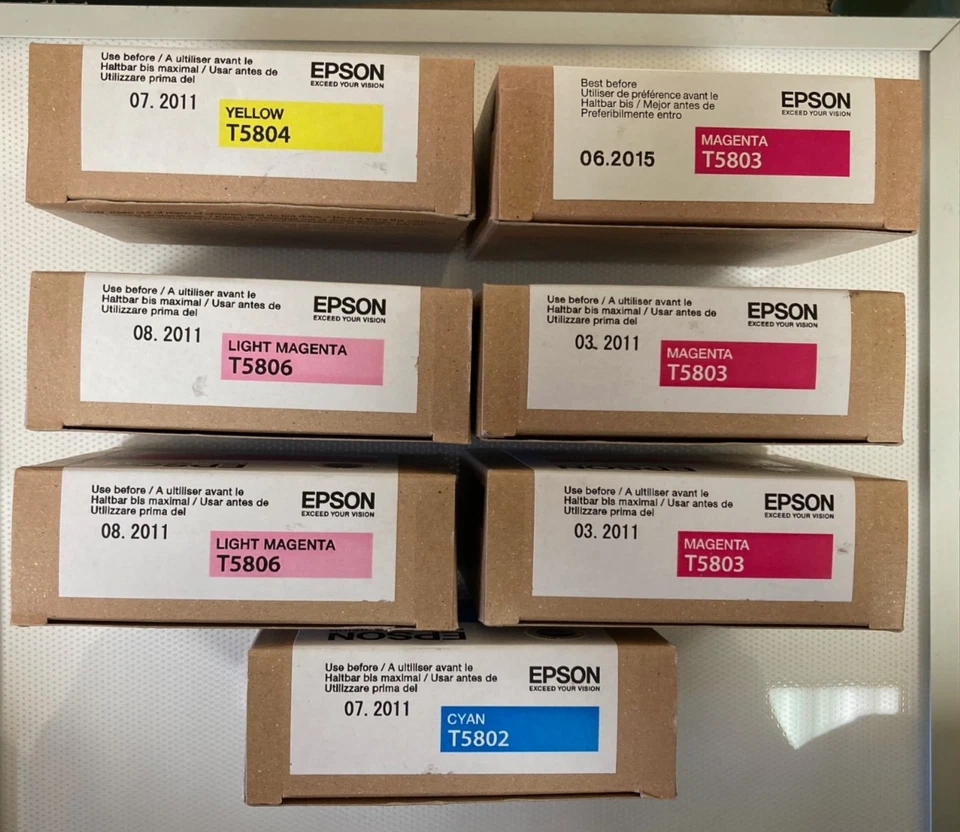 Use before / A ultiliser avant le
Haltbar bis maximal / Usar antes de
Utilizzare prima del
07. 2011
EPSON
EXCEED YOUR VISION
YELLOW
T5804
Best before
Utiliser de préférence avant le
Haltbar bis / Mejor antes de
Preferibilmente entro
06.2015
EPSON
EXCEED YOUR VISION
MAGENTA
T5803
Use before / A ultiliser avant le
Haltbar bis maximal / Usar antes de
Utilizzare prima del
08. 2011
EPSON
EXCEED YOUR VISION
LIGHT MAGENTA
T5806
Use before / A ultiliser avant le
Haltbar bis maximal / Usar antes de
Utilizzare prima del
03. 2011
EPSON
EXCEED YOUR VISION
MAGENTA
T5803
EPSON
Use before / A ultiliser avant le
Haltbar bis maximal / Usar antes de
Utilizzare prima del
08. 2011
EPSON
EXCEED YOUR VISION
LIGHT MAGENTA
T5806
EPSON
Use before / A ultiliser avant le
Haltbar bis maximal / Usar antes de
Utilizzare prima del
03. 2011
EPSON
EXCEED YOUR VISION
MAGENTA
T5803
EPSON
EPSON
Use before / A ultiliser avant le
Haltbar bis maximal / Usar antes de
Utilizzare prima del
07. 2011
EPSON
EXCEED YOUR VISION
CYAN
T5802